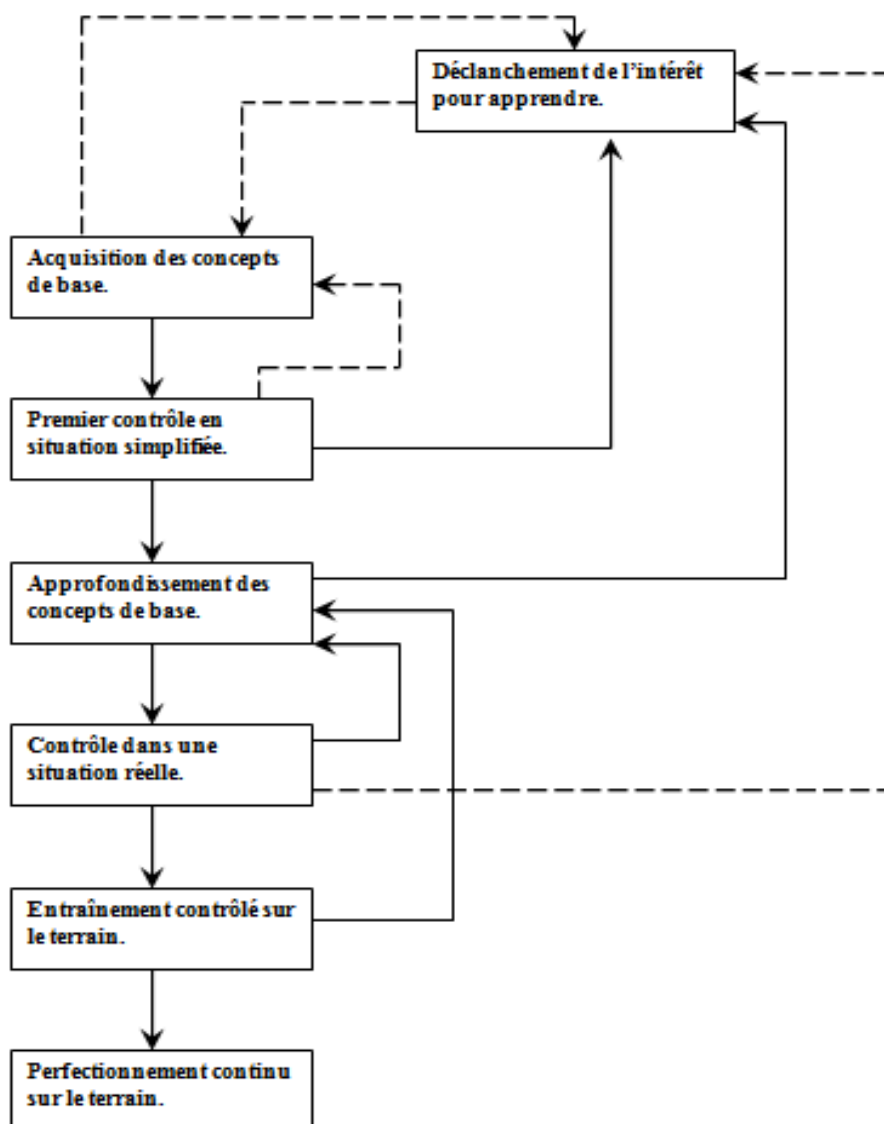 Déclanchement de l'intérêt
pour apprendre.
Acquisition des concepts
de base.
Premier contrôle en
situation simplifiée.
Approfondissement des
concepts de base.
Contrôle dans une
situation réelle.
Entraînement contrôlé sur
le terrain.
Perfectionnement continu
sur le terrain.